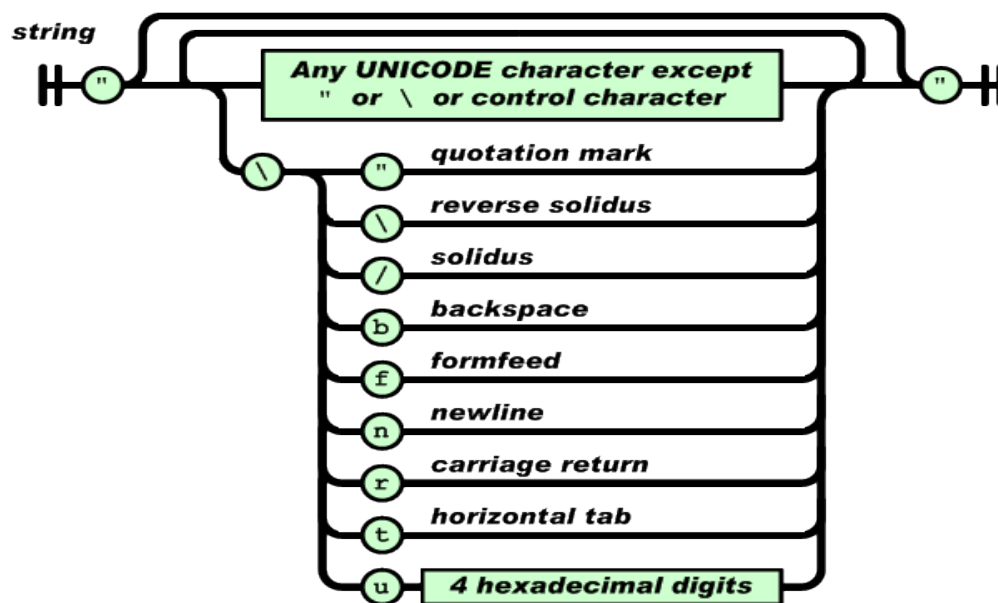 string
" Any UNICODE character except "
" or \ or control character
\ " quotation mark
\ reverse solidus
/ solidus
b backspace
f formfeed
n newline
r carriage return
t horizontal tab
u 4 hexadecimal digits